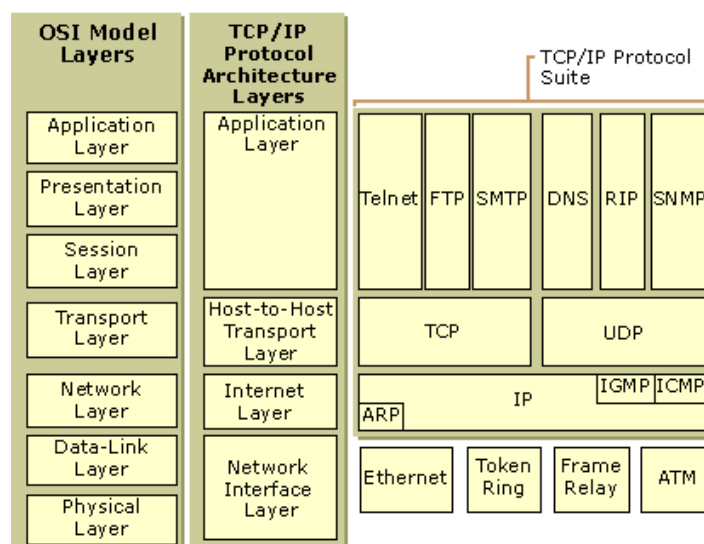 OSI Model
Layers
Application
Layer
Presentation
Layer
Session
Layer
Transport
Layer
Network
Layer
Data-Link
Layer
Physical
Layer
TCP/IP
Protocol
Architecture
Layers
Application
Layer
Host-to-Host
Transport
Layer
Internet
Layer
Network
Interface
Layer
TCP/IP Protocol
Suite
Telnet FTP SMTP DNS RIP SNMP
TCP UDP
IP IGMP ICMP
ARP
Ethernet
Token
Ring
Frame
Relay
ATM